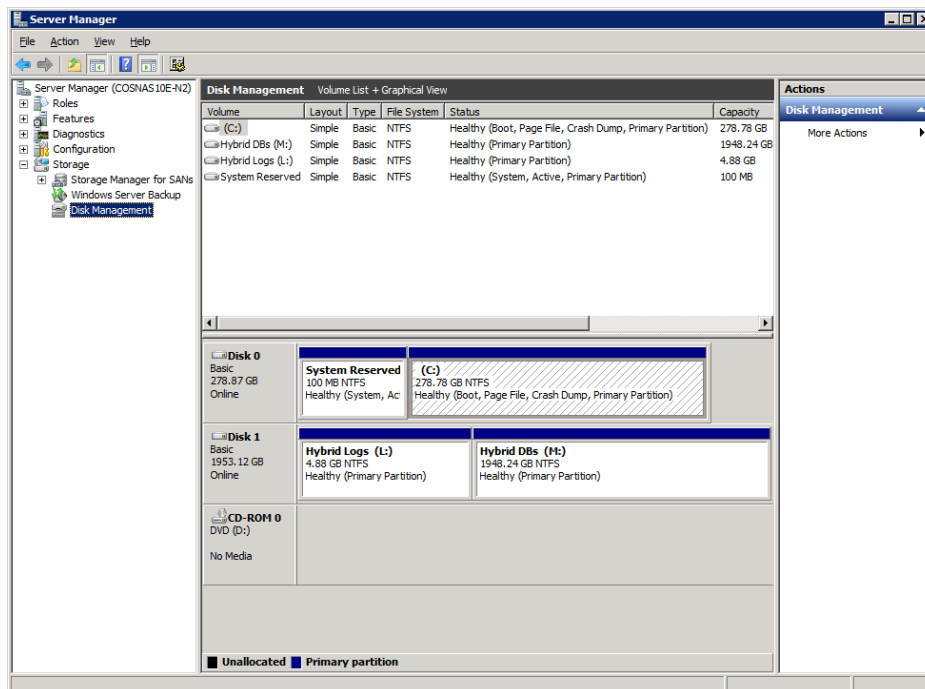 Server Manager
File Action View Help
Server Manager (COSNAS10E-N2)
Roles
Features
Diagnostics
Configuration
Storage
Storage Manager for SANs
Windows Server Backup
Disk Management
Disk Management Volume List + Graphical View
Volume Layout Type File System Status Capacity
(C:) Simple Basic NTFS Healthy (Boot, Page File, Crash Dump, Primary Partition) 278.78 GB
Hybrid DBs (M:) Simple Basic NTFS Healthy (Primary Partition) 1948.24 GB
Hybrid Logs (L:) Simple Basic NTFS Healthy (Primary Partition) 4.88 GB
System Reserved Simple Basic NTFS Healthy (System, Active, Primary Partition) 100 MB
Disk 0
Basic
278.87 GB
Online
System Reserved
100 MB NTFS
Healthy (System, Ac
(C:)
278.78 GB NTFS
Healthy (Boot, Page File, Crash Dump, Primary Partition)
Disk 1
Basic
1953.12 GB
Online
Hybrid Logs (L:)
4.88 GB NTFS
Healthy (Primary Partition)
Hybrid DBs (M:)
1948.24 GB NTFS
Healthy (Primary Partition)
CD-ROM 0
DVD (D:)
No Media
Unallocated Primary partition
Actions
Disk Management
More Actions